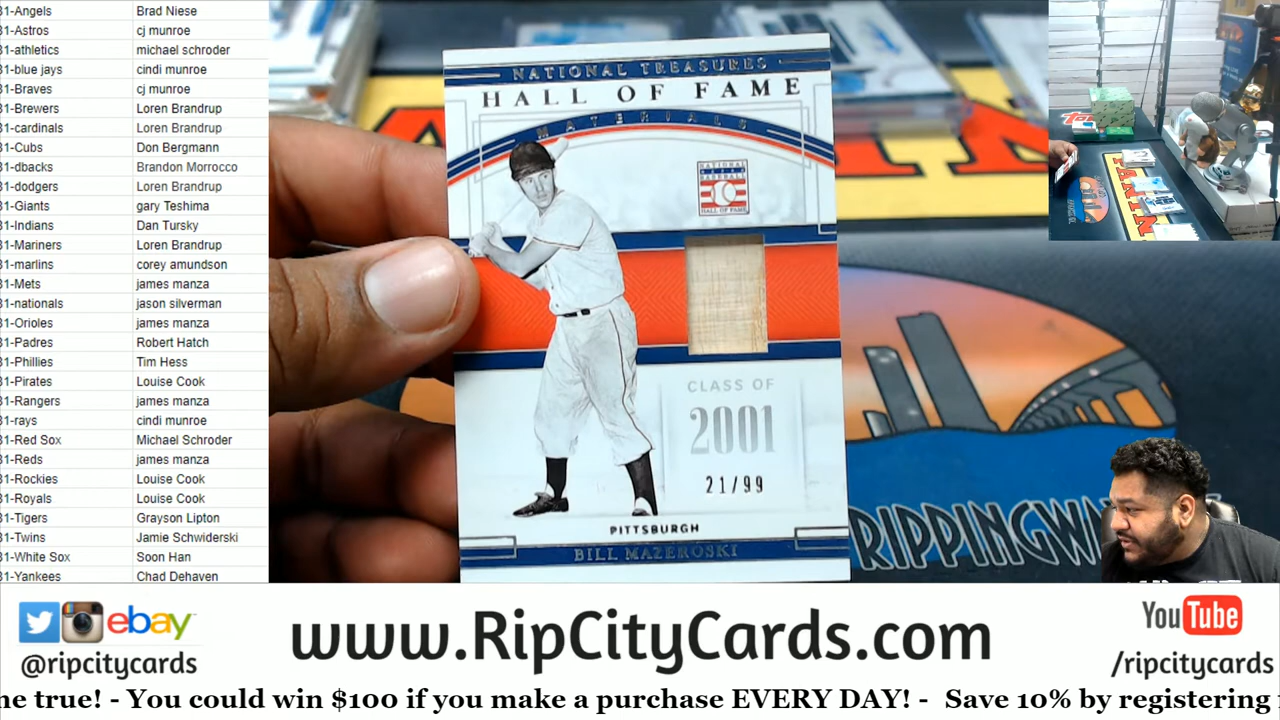 31-Angels Brad Niese
31-Astros cj munroe
31-athletics michael schroder
31-blue jays cindi munroe
31-Braves cj munroe
31-Brewers Loren Brandrup
31-cardinals Loren Brandrup
31-Cubs Don Bergmann
31-dbacks Brandon Morrocco
31-dodgers Loren Brandrup
31-Giants gary Teshima
31-Indians Dan Tursky
31-Mariners Loren Brandrup
31-marlins corey amundson
31-Mets james manza
31-nationals jason silverman
31-Orioles james manza
31-Padres Robert Hatch
31-Phillies Tim Hess
31-Pirates Louise Cook
31-Rangers james manza
31-rays cindi munroe
31-Red Sox Michael Schroder
31-Reds james manza
31-Rockies Louise Cook
31-Royals Louise Cook
31-Tigers Grayson Lipton
31-Twins Jamie Schwiderski
31-White Sox Soon Han
31-Yankees Chad Dehaven
NATIONAL TREASURES
HALL OF FAME
MATERIALS
NATIONAL
BASEBALL
HALL OF FAME
CLASS OF
2001
21/99
PITTSBURGH
BILL MAZEROSKI
PANINI
RIPPINGWA
ebay
@ripcitycards
www.RipCityCards.com
YouTube
/ripcitycards
ne true! - You could win $100 if you make a purchase EVERY DAY! - Save 10% by registering